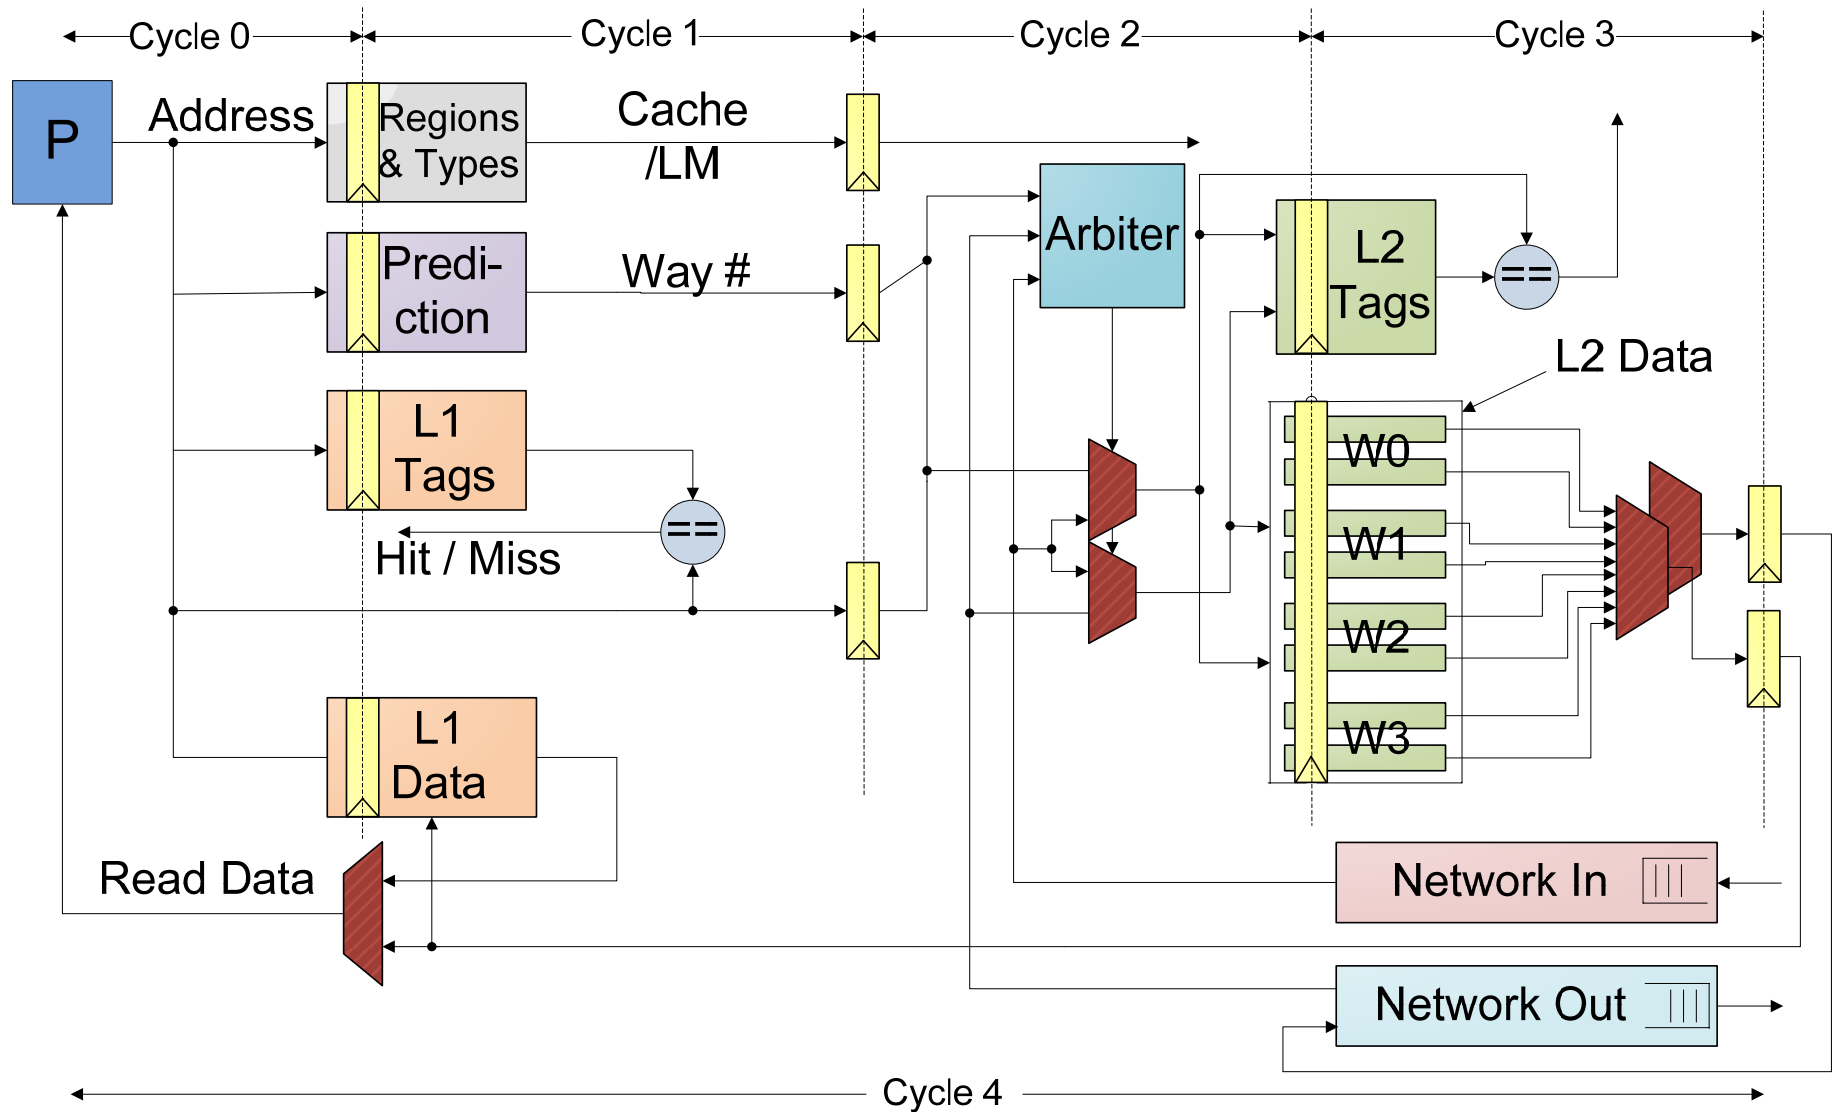 Cycle 0
Cycle 1
Cycle 2
Cycle 3
P
Address
Regions
& Types
Cache
/LM
Predi-
ction
Way #
Arbiter
L2
Tags
==
L2 Data
L1
Tags
==
Hit / Miss
W0
W1
W2
W3
L1
Data
Read Data
Network In
Network Out
Cycle 4